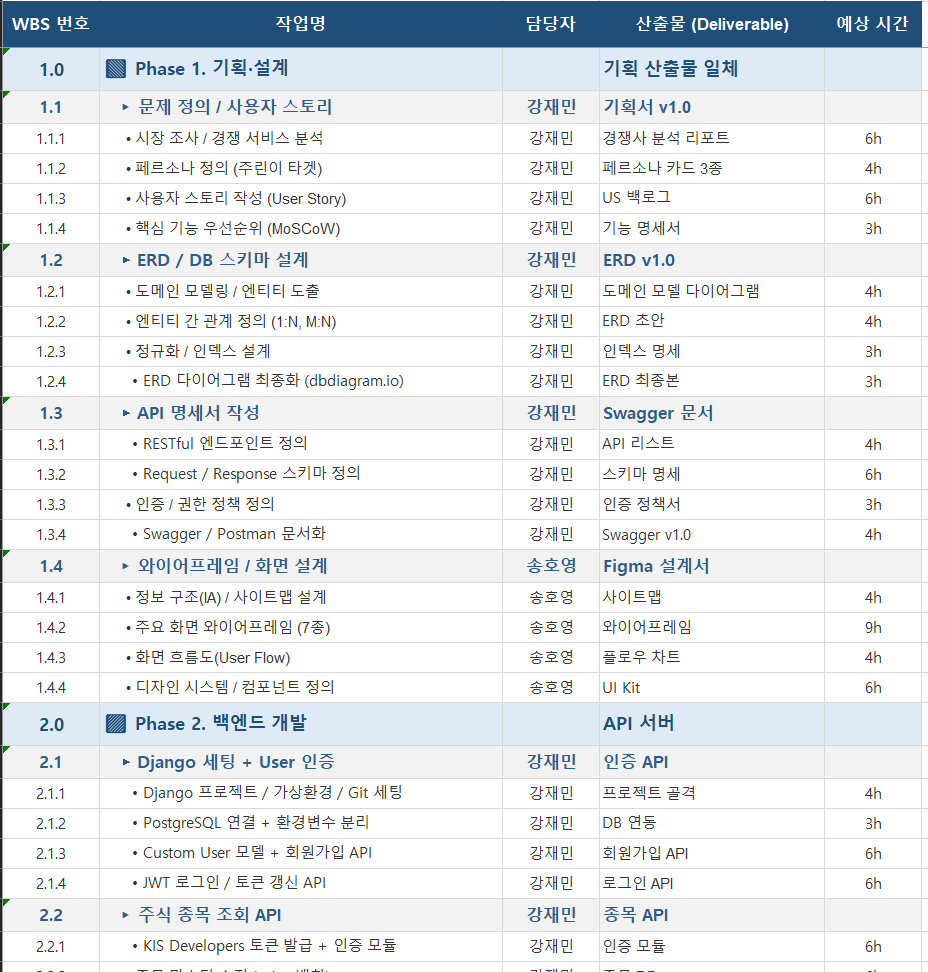 WBS 번호 작업명 담당자 산출물 (Deliverable) 예상 시간
1.0 Phase 1. 기획·설계 기획 산출물 일체
1.1 ▸ 문제 정의 / 사용자 스토리 강재민 기획서 v1.0
1.1.1 • 시장 조사 / 경쟁 서비스 분석 강재민 경쟁사 분석 리포트 6h
1.1.2 • 페르소나 정의 (주린이 타겟) 강재민 페르소나 카드 3종 4h
1.1.3 • 사용자 스토리 작성 (User Story) 강재민 US 백로그 6h
1.1.4 • 핵심 기능 우선순위 (MoSCoW) 강재민 기능 명세서 3h
1.2 ▸ ERD / DB 스키마 설계 강재민 ERD v1.0
1.2.1 • 도메인 모델링 / 엔티티 도출 강재민 도메인 모델 다이어그램 4h
1.2.2 • 엔티티 간 관계 정의 (1:N, M:N) 강재민 ERD 초안 4h
1.2.3 • 정규화 / 인덱스 설계 강재민 인덱스 명세 3h
1.2.4 • ERD 다이어그램 최종화 (dbdiagram.io) 강재민 ERD 최종본 3h
1.3 ▸ API 명세서 작성 강재민 Swagger 문서
1.3.1 • RESTful 엔드포인트 정의 강재민 API 리스트 4h
1.3.2 • Request / Response 스키마 정의 강재민 스키마 명세 6h
1.3.3 • 인증 / 권한 정책 정의 강재민 인증 정책서 3h
1.3.4 • Swagger / Postman 문서화 강재민 Swagger v1.0 4h
1.4 ▸ 와이어프레임 / 화면 설계 송호영 Figma 설계서
1.4.1 • 정보 구조(IA) / 사이트맵 설계 송호영 사이트맵 4h
1.4.2 • 주요 화면 와이어프레임 (7종) 송호영 와이어프레임 9h
1.4.3 • 화면 흐름도(User Flow) 송호영 플로우 차트 4h
1.4.4 • 디자인 시스템 / 컴포넌트 정의 송호영 UI Kit 6h
2.0 Phase 2. 백엔드 개발 API 서버
2.1 ▸ Django 세팅 + User 인증 강재민 인증 API
2.1.1 • Django 프로젝트 / 가상환경 / Git 세팅 강재민 프로젝트 골격 4h
2.1.2 • PostgreSQL 연결 + 환경변수 분리 강재민 DB 연동 3h
2.1.3 • Custom User 모델 + 회원가입 API 강재민 회원가입 API 6h
2.1.4 • JWT 로그인 / 토큰 갱신 API 강재민 로그인 API 6h
2.2 ▸ 주식 종목 조회 API 강재민 종목 API
2.2.1 • KIS Developers 토큰 발급 + 인증 모듈 강재민 인증 모듈 6h